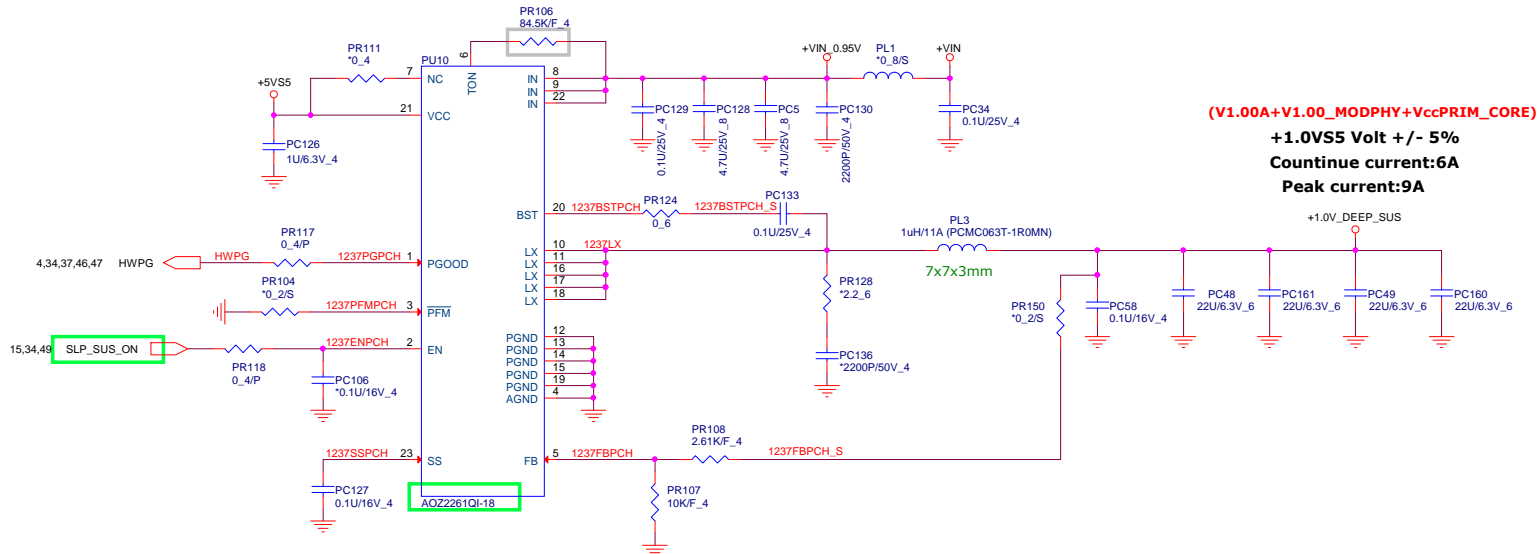 PR106
84.5K/F_4
PR111
*0_4
PU10
6
TON
+VIN_0.95V
PL1
*0_8/S
+VIN
+5VS5
7
NC
IN
8
IN
9
IN
22
21
VCC
PC126
1U/6.3V_4
PC129
0.1U/25V_4
PC128
4.7U/25V_8
PC5
4.7U/25V_8
PC130
2200P/50V_4
PC34
0.1U/25V_4
(V1.00A+V1.00_MODPHY+VccPRIM_CORE)
+1.0VS5 Volt +/- 5%
Countinue current:6A
Peak current:9A
+1.0V_DEEP_SUS
BST
20
1237BSTPCH
PR124
0_6
1237BSTPCH_S
PC133
0.1U/25V_4
PL3
1uH/11A (PCMC063T-1R0MN)
7x7x3mm
LX
10
1237LX
LX
11
LX
16
LX
17
LX
18
4,34,37,46,47
HWPG
HWPG
PR117
0_4/P
1237PGPCH
1
PGOOD
PR104
*0_2/S
1237PFMPCH
3
PFM
15,34,49
SLP_SUS_ON
PR118
0_4/P
1237ENPCH
2
EN
PC106
*0.1U/16V_4
PGND
12
PGND
13
PGND
14
PGND
15
PGND
19
AGND
4
PR128
*2.2_6
PC136
*2200P/50V_4
PR150
*0_2/S
PC58
0.1U/16V_4
PC48
22U/6.3V_6
PC161
22U/6.3V_6
PC49
22U/6.3V_6
PC160
22U/6.3V_6
1237SSPCH
23
SS
PC127
0.1U/16V_4
FB
5
1237FBPCH
PR108
2.61K/F_4
1237FBPCH_S
PR107
10K/F_4
AOZ2261QI-18